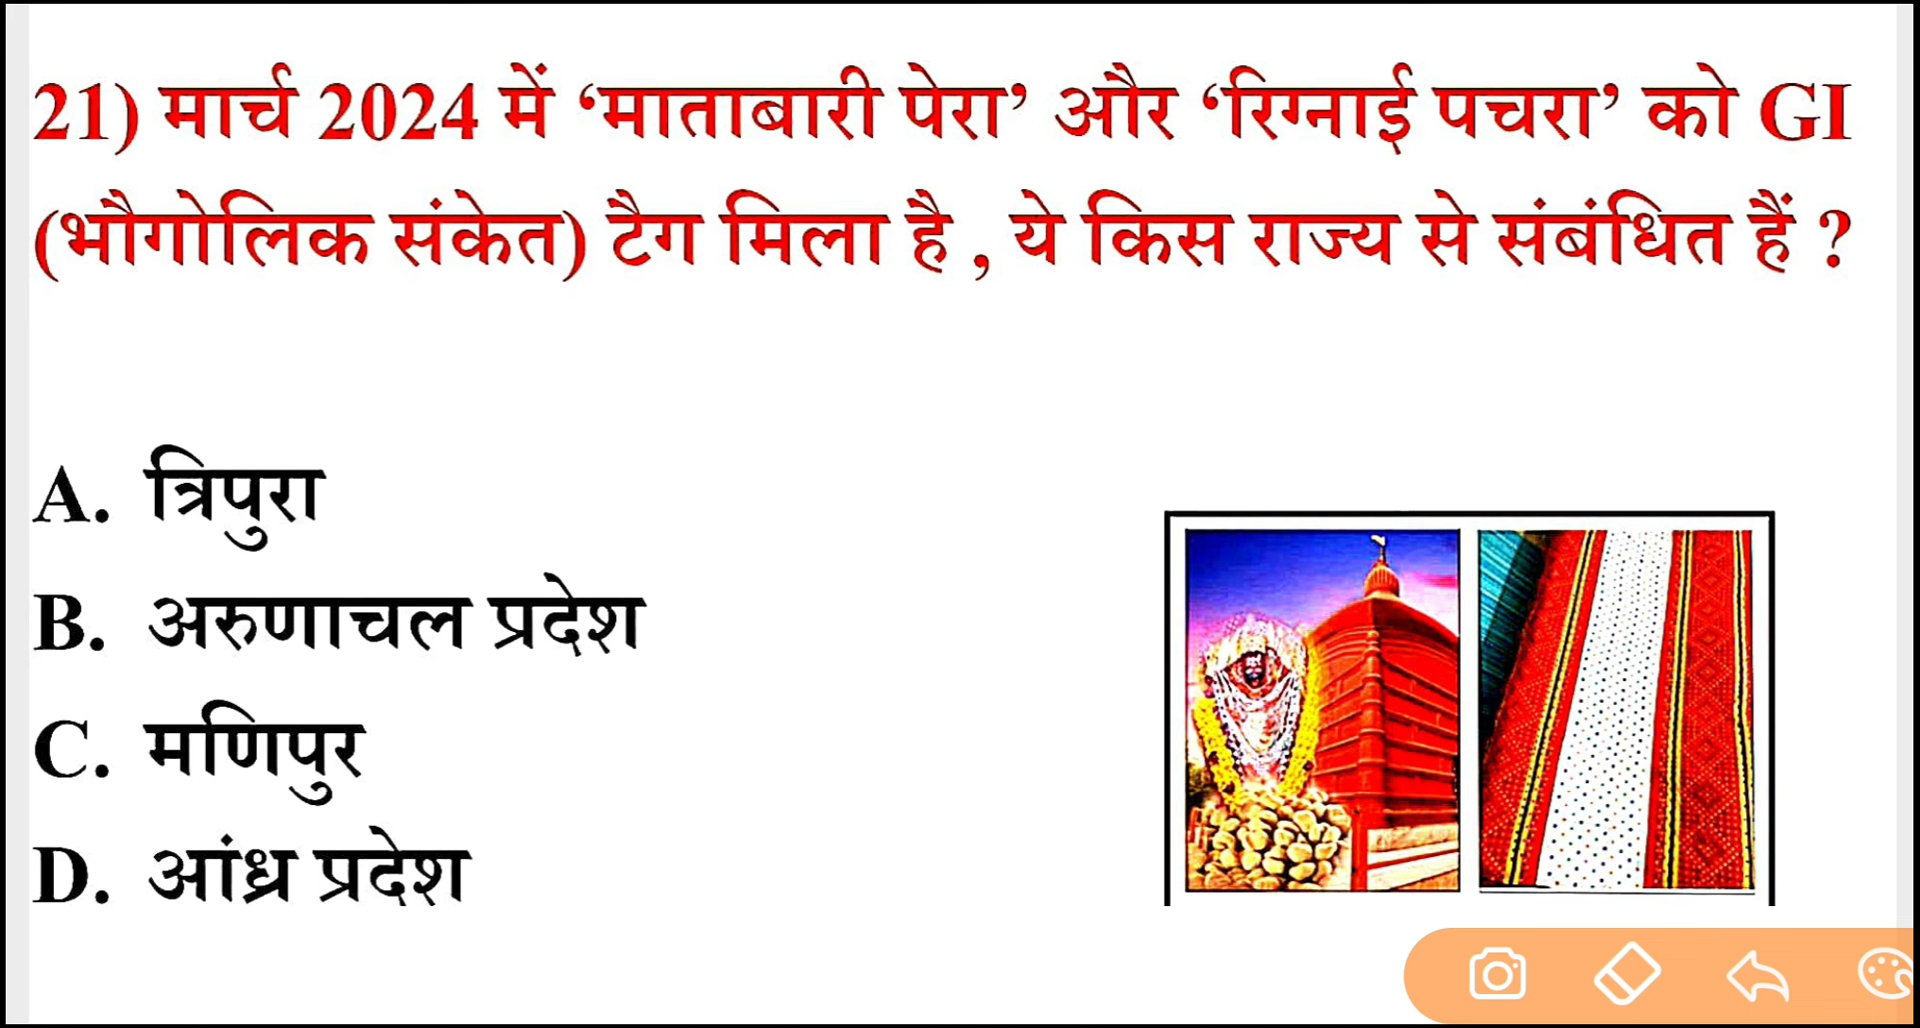 21) मार्च 2024 में ‘माताबारी पेरा’ और ‘रिग्नाई पचरा’ को GI
(भौगोलिक संकेत) टैग मिला है , ये किस राज्य से संबंधित हैं ?
A. त्रिपुरा
B. अरुणाचल प्रदेश
C. मणिपुर
D. आंध्र प्रदेश